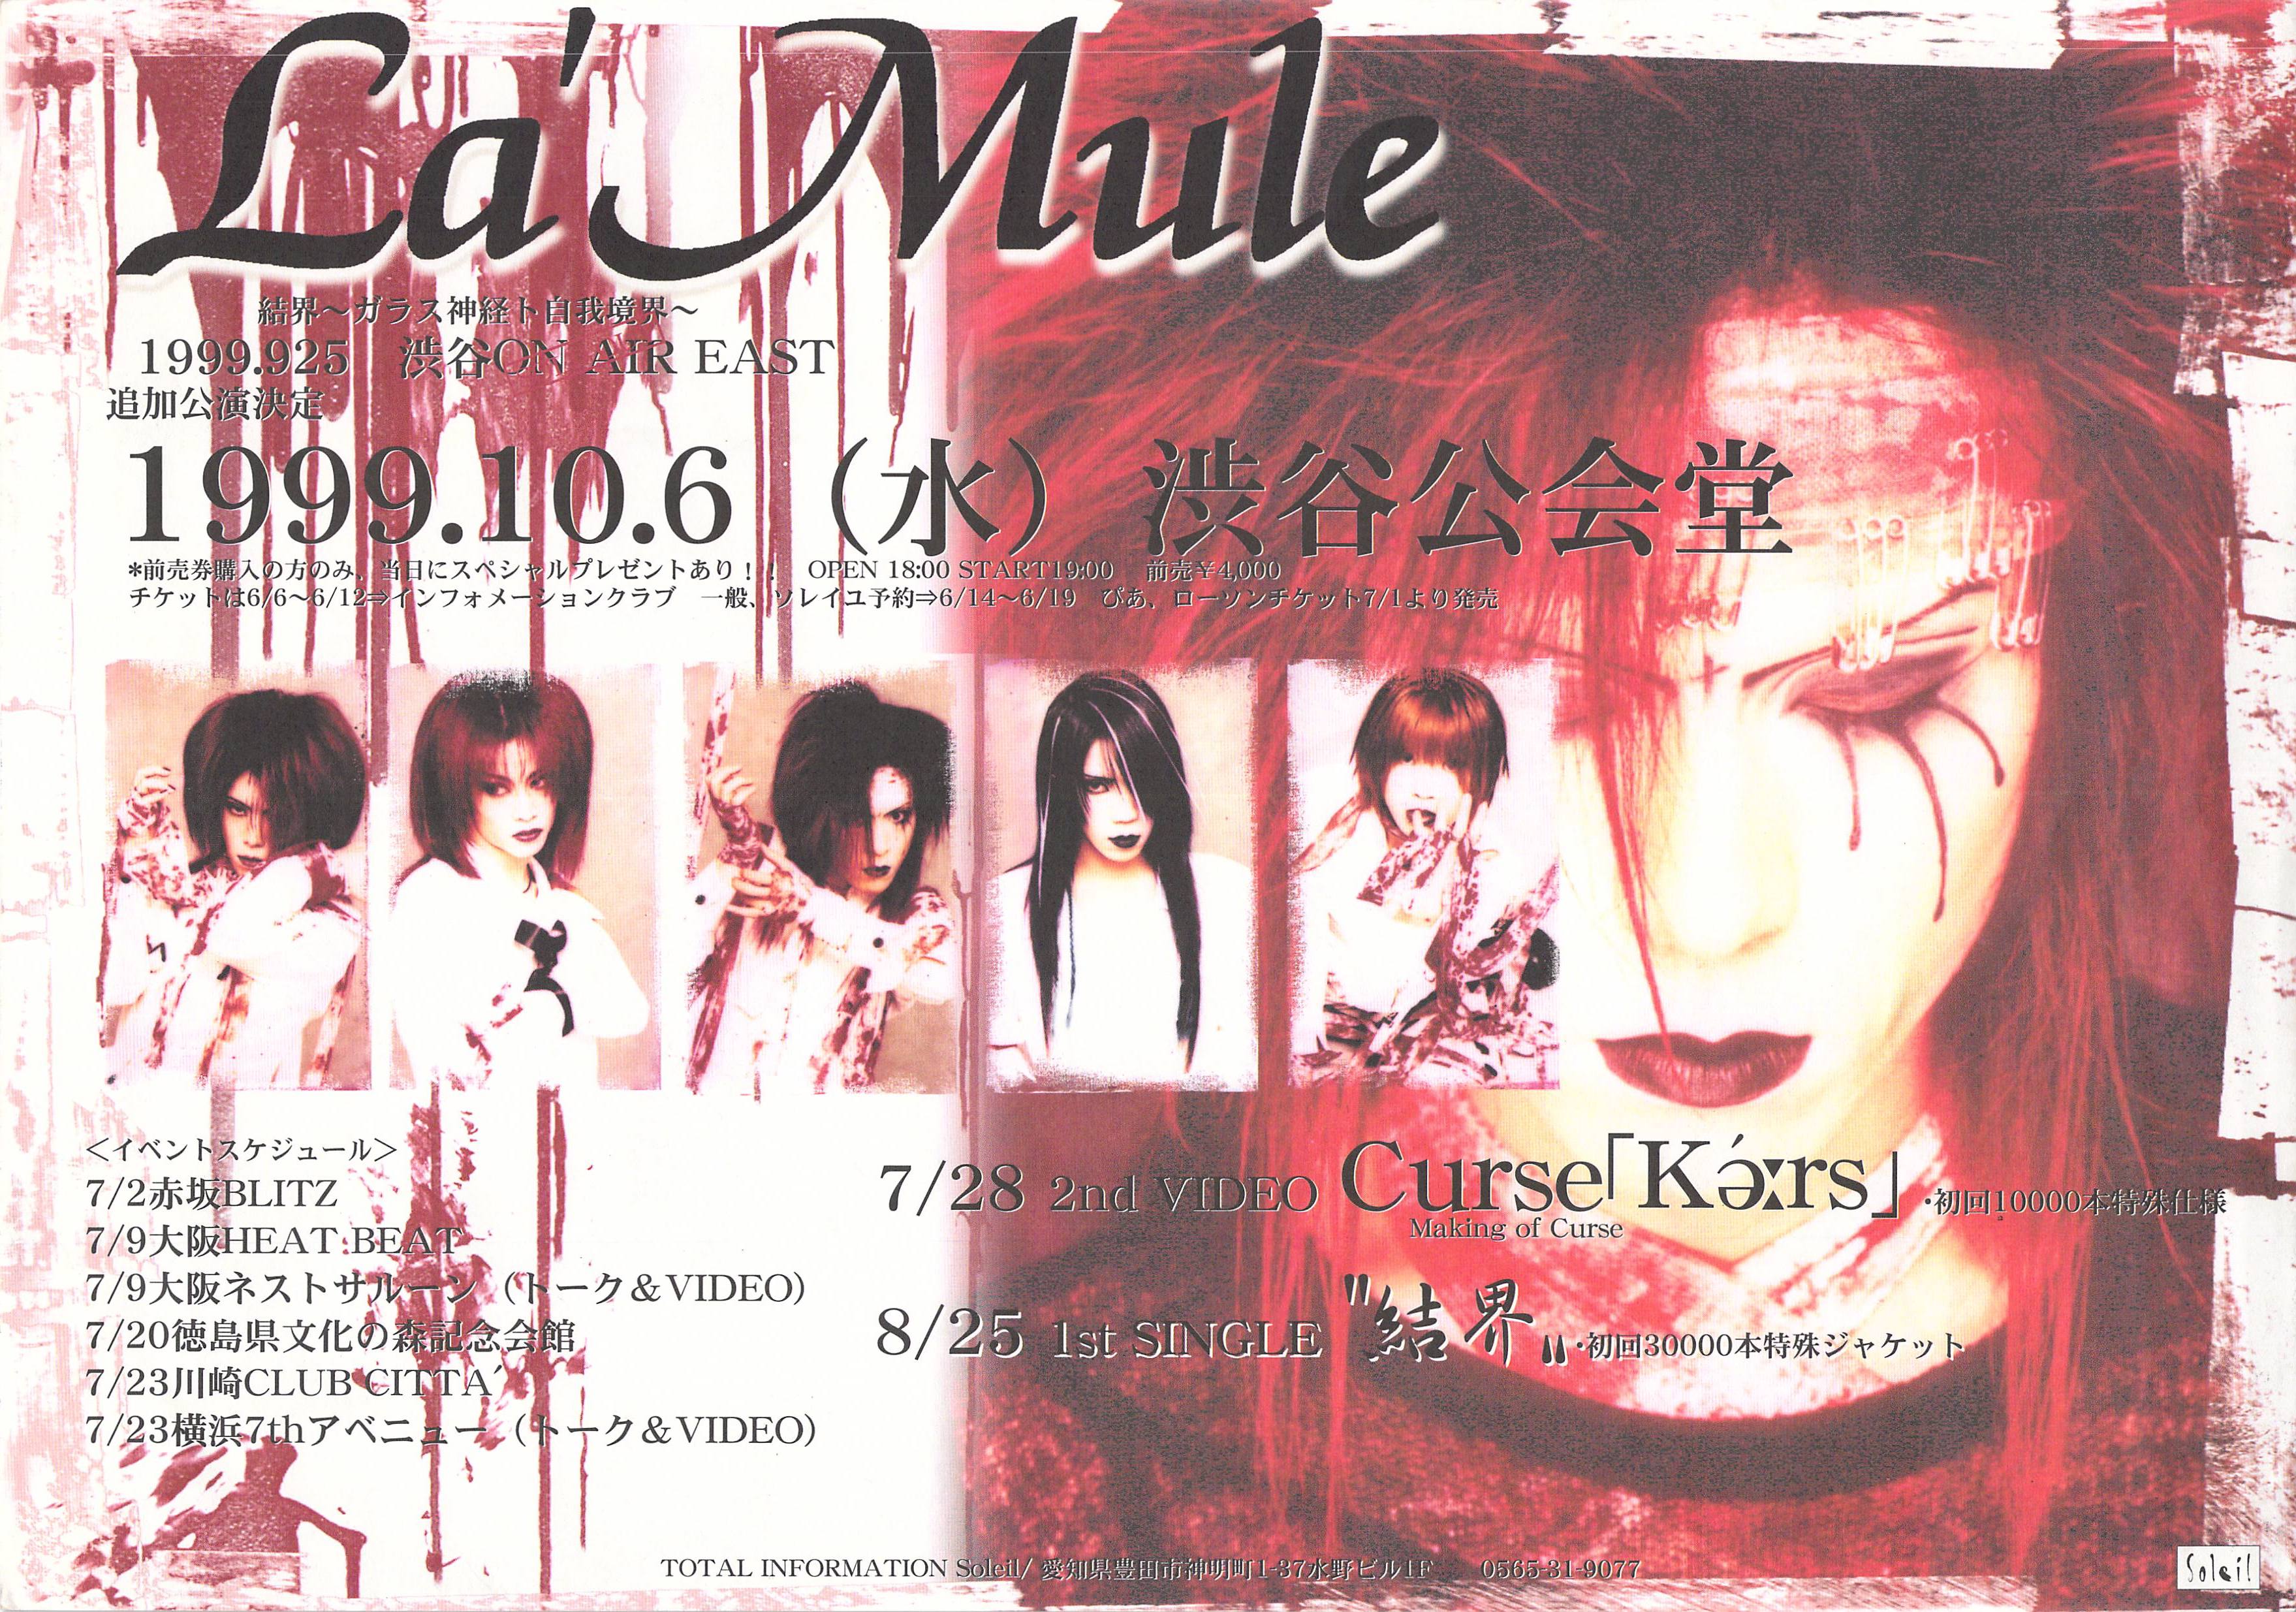 La'Mule
結界～ガラス神経ト自我境界～
1999.925 渋谷ON AIR EAST
追加公演決定
1999.10.6（水） 渋谷公会堂
*前売券購入の方のみ、当日にスペシャルプレゼントあり！！ OPEN 18:00 START19:00 前売¥4,000
チケットは6/6～6/12⇒インフォメーションクラブ 一般、ソレイユ予約⇒6/14～6/19 ぴあ、ローソンチケット7/1より発売
＜イベントスケジュール＞
7/2赤坂BLITZ
7/9大阪HEAT BEAT
7/9大阪ネストサルーン（トーク＆VIDEO）
7/20徳島県文化の森記念会館
7/23川崎CLUB CITTA'
7/23横浜7thアベニュー（トーク＆VIDEO）
7/28 2nd VIDEO Curse「Kə́ːrs」・初回10000本特殊仕様
Making of Curse
8/25 1st SINGLE "結界"・初回30000本特殊ジャケット
TOTAL INFORMATION Soleil/ 愛知県豊田市神明町1-37水野ビル1F 0565-31-9077
Soleil